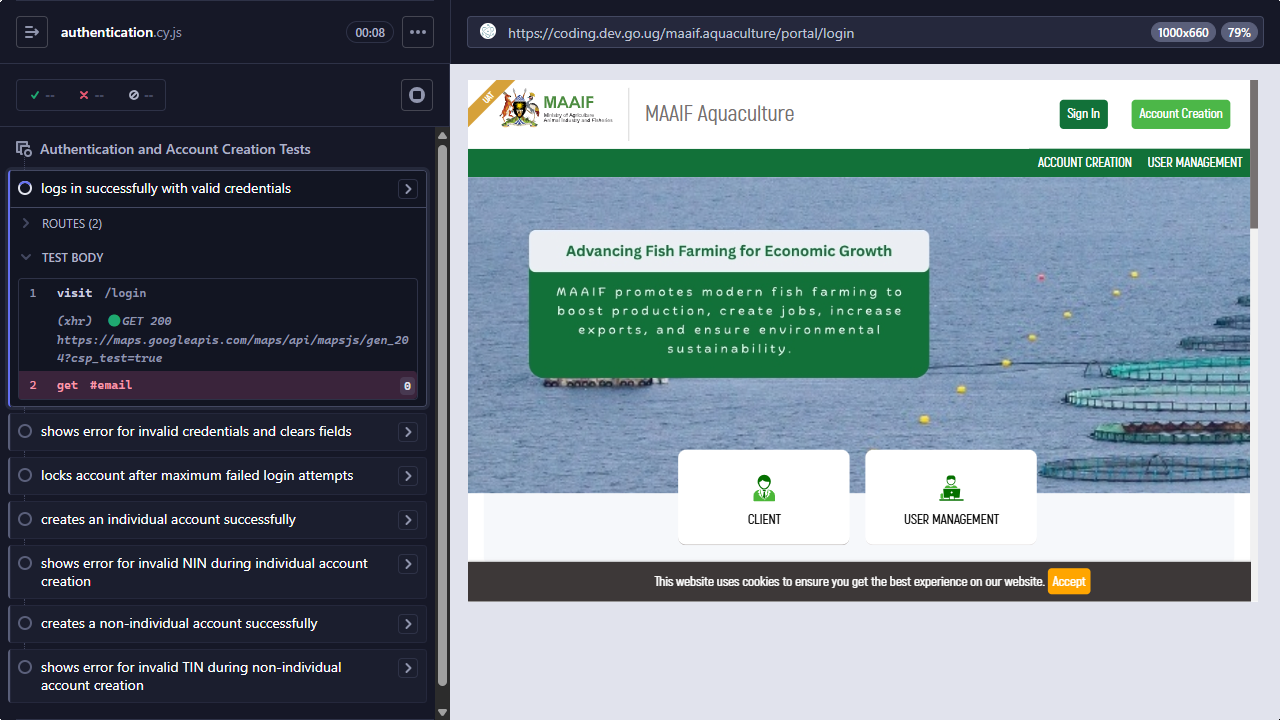 authentication.cy.js
00:08
--
--
--
Authentication and Account Creation Tests
logs in successfully with valid credentials
ROUTES (2)
TEST BODY
1 visit /login
(xhr) GET 200
https://maps.googleapis.com/maps/api/mapsjs/gen_20
4?csp_test=true
2 get #email 0
shows error for invalid credentials and clears fields
locks account after maximum failed login attempts
creates an individual account successfully
shows error for invalid NIN during individual account
creation
creates a non-individual account successfully
shows error for invalid TIN during non-individual
account creation
https://coding.dev.go.ug/maaif.aquaculture/portal/login
1000x660
79%
UAT
MAAIF
Ministry of Agriculture
Animal Industry and Fisheries
MAAIF Aquaculture
Sign In
Account Creation
ACCOUNT CREATION
USER MANAGEMENT
Advancing Fish Farming for Economic Growth
MAAIF promotes modern fish farming to
boost production, create jobs, increase
exports, and ensure environmental
sustainability.
CLIENT
USER MANAGEMENT
This website uses cookies to ensure you get the best experience on our website. Accept